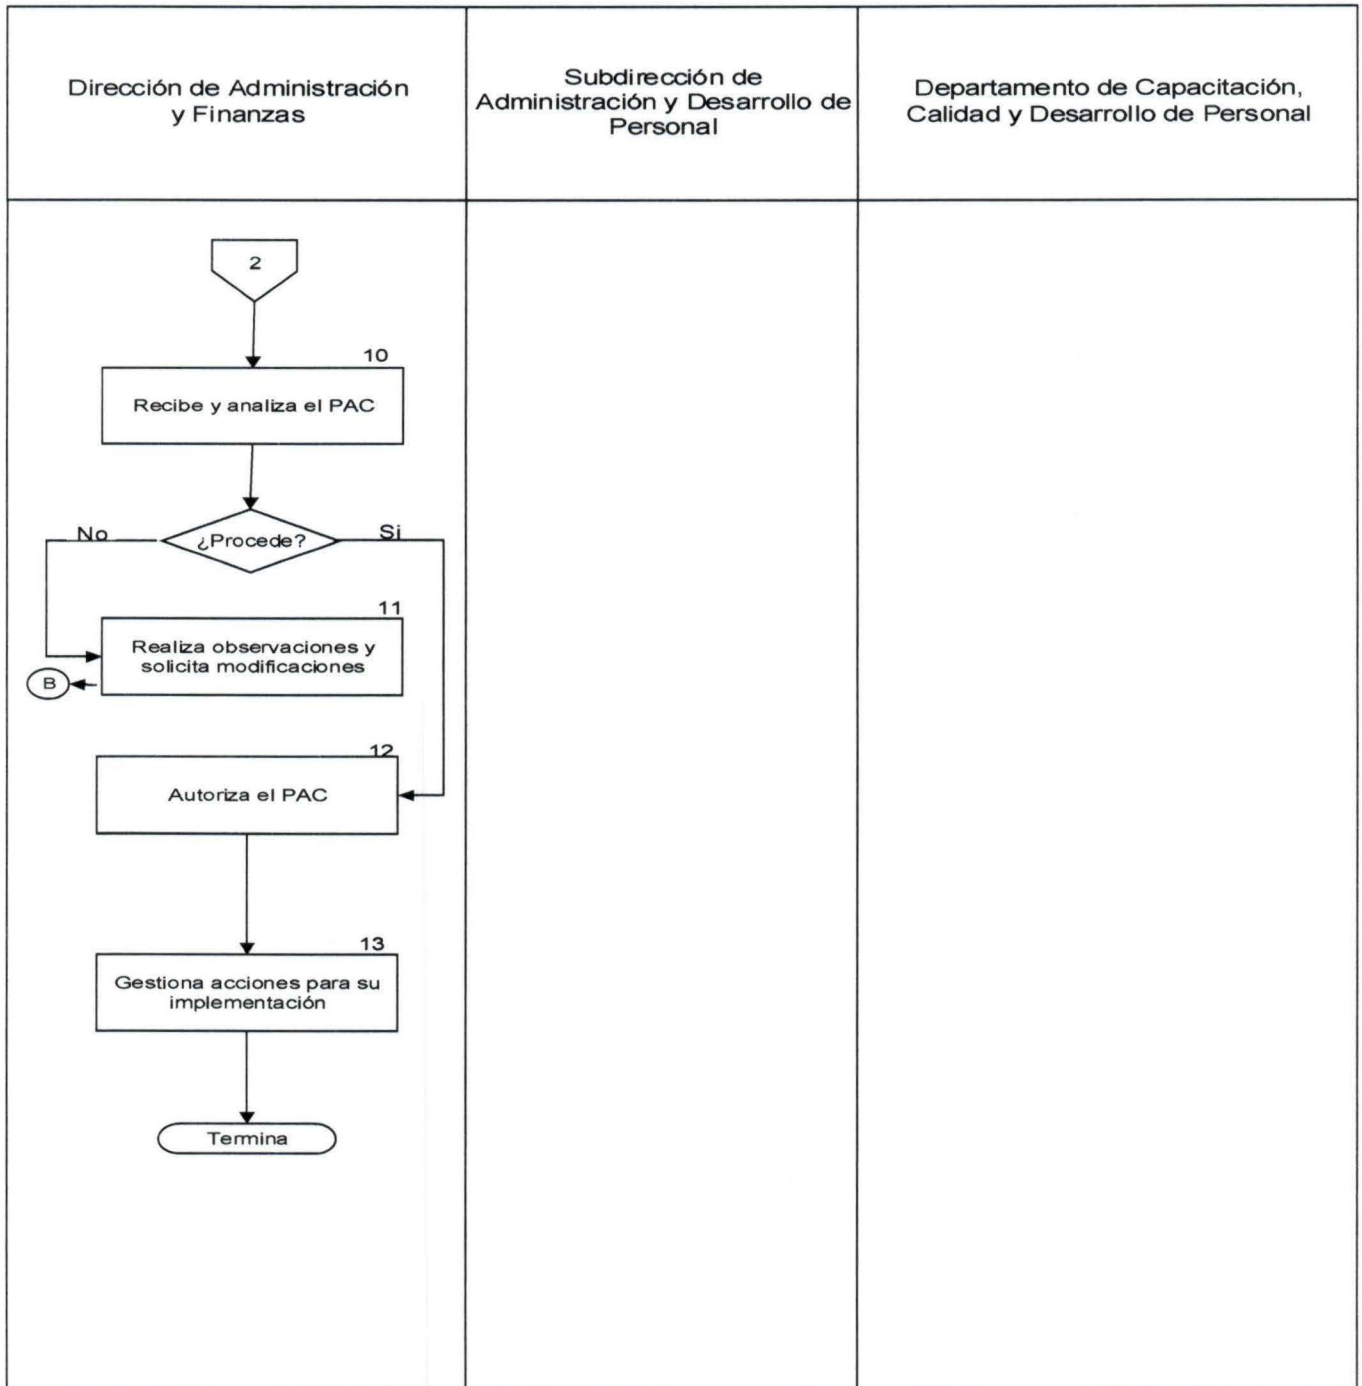 Dirección de Administración
y Finanzas
Subdirección de
Administración y Desarrollo de
Personal
Departamento de Capacitación,
Calidad y Desarrollo de Personal
2
10
Recibe y analiza el PAC
No
¿Procede?
Si
11
Realiza observaciones y
solicita modificaciones
B
12
Autoriza el PAC
13
Gestiona acciones para su
implementación
Termina